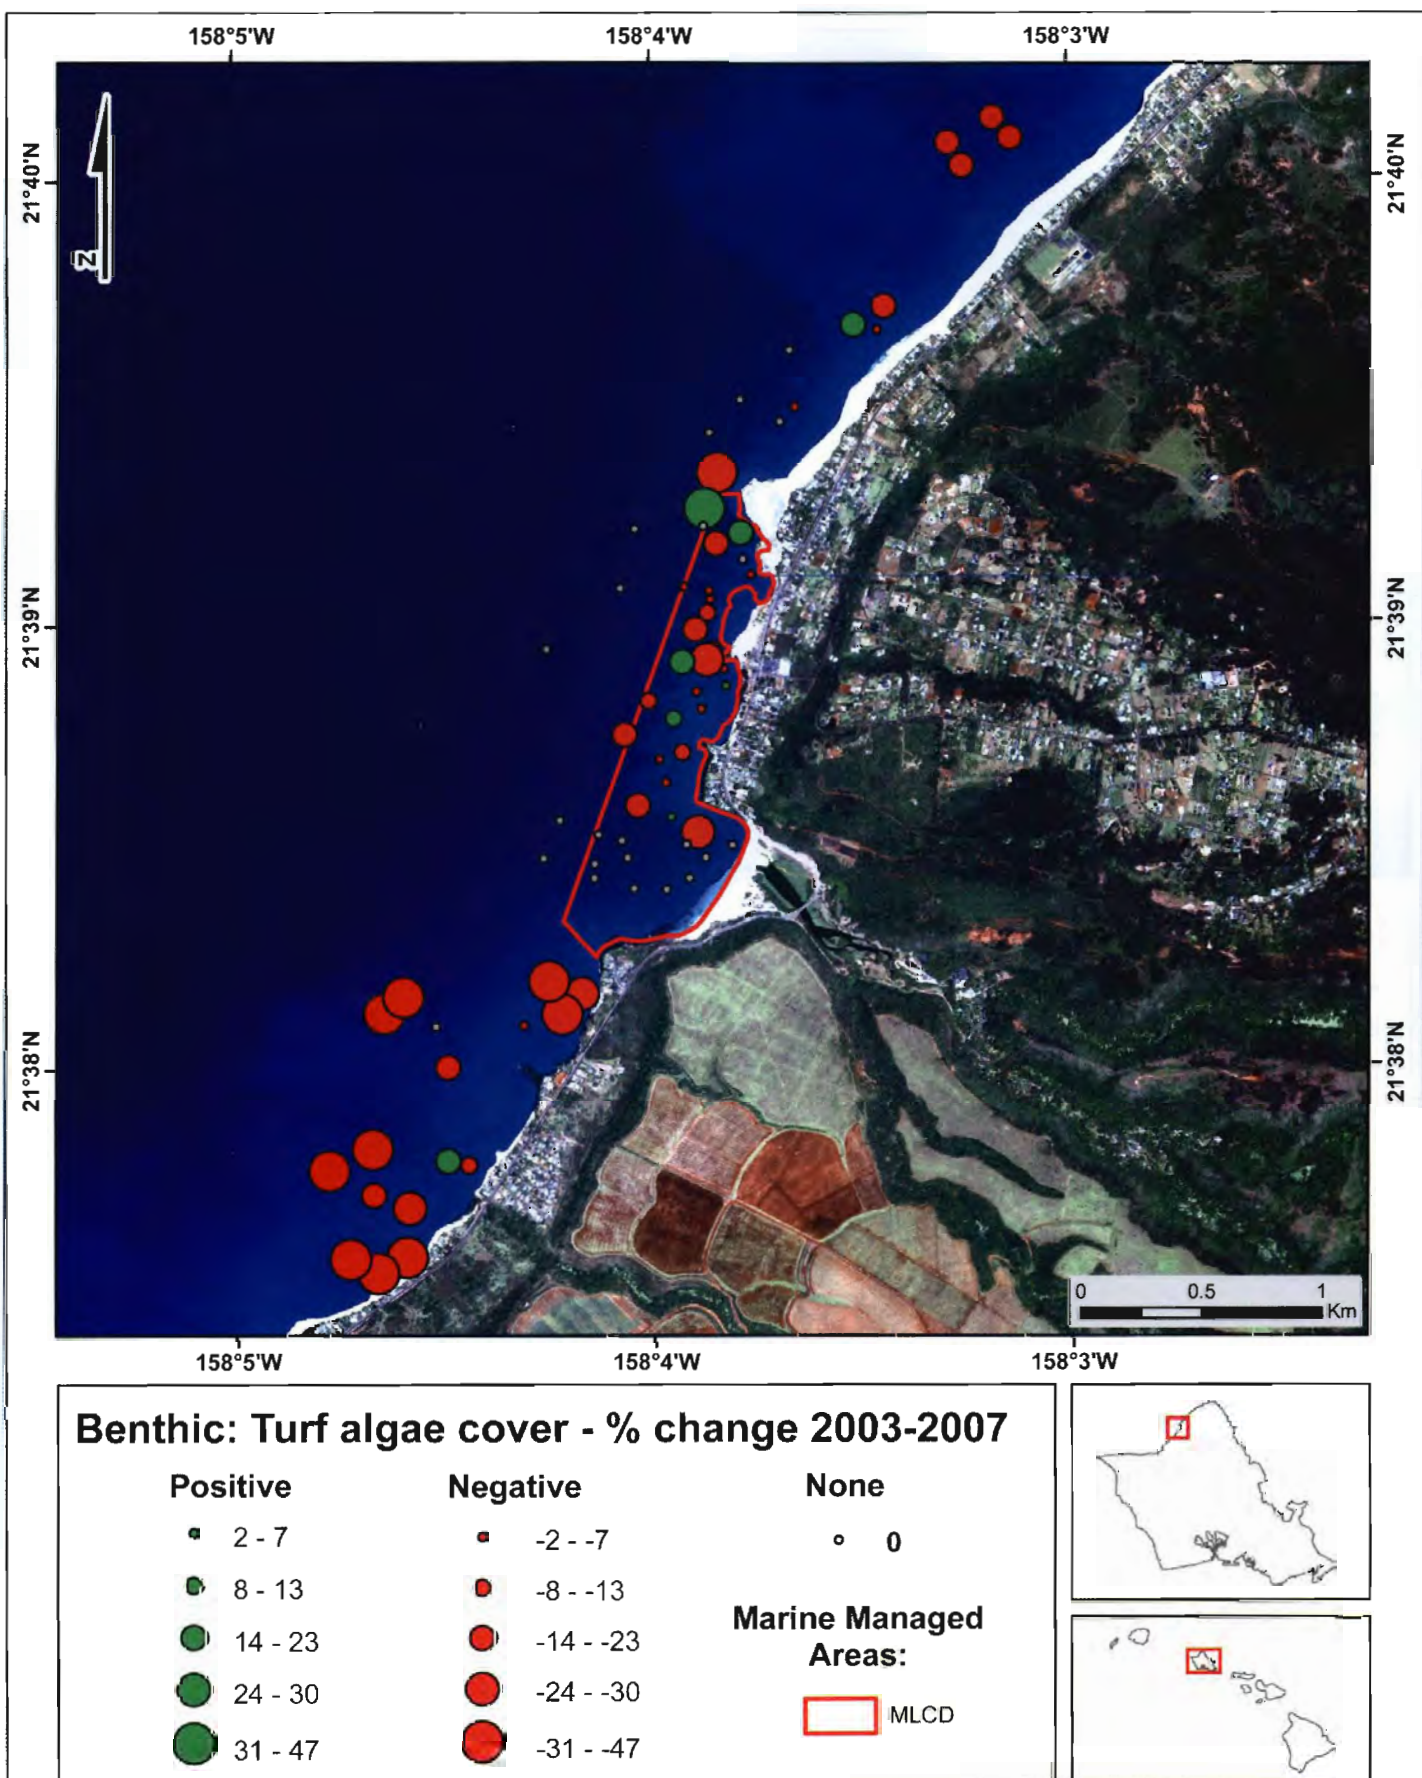 158°5'W 158°4'W 158°3'W
21°40'N 21°40'N
N
21°39'N 21°39'N
21°38'N 21°38'N
0 0.5 1
Km
158°5'W 158°4'W 158°3'W
Benthic: Turf algae cover - % change 2003-2007
Positive Negative None
2 - 7 -2 - -7 0
8 - 13 -8 - -13
14 - 23 -14 - -23
24 - 30 -24 - -30
31 - 47 -31 - -47
Marine Managed
Areas:
MLCD